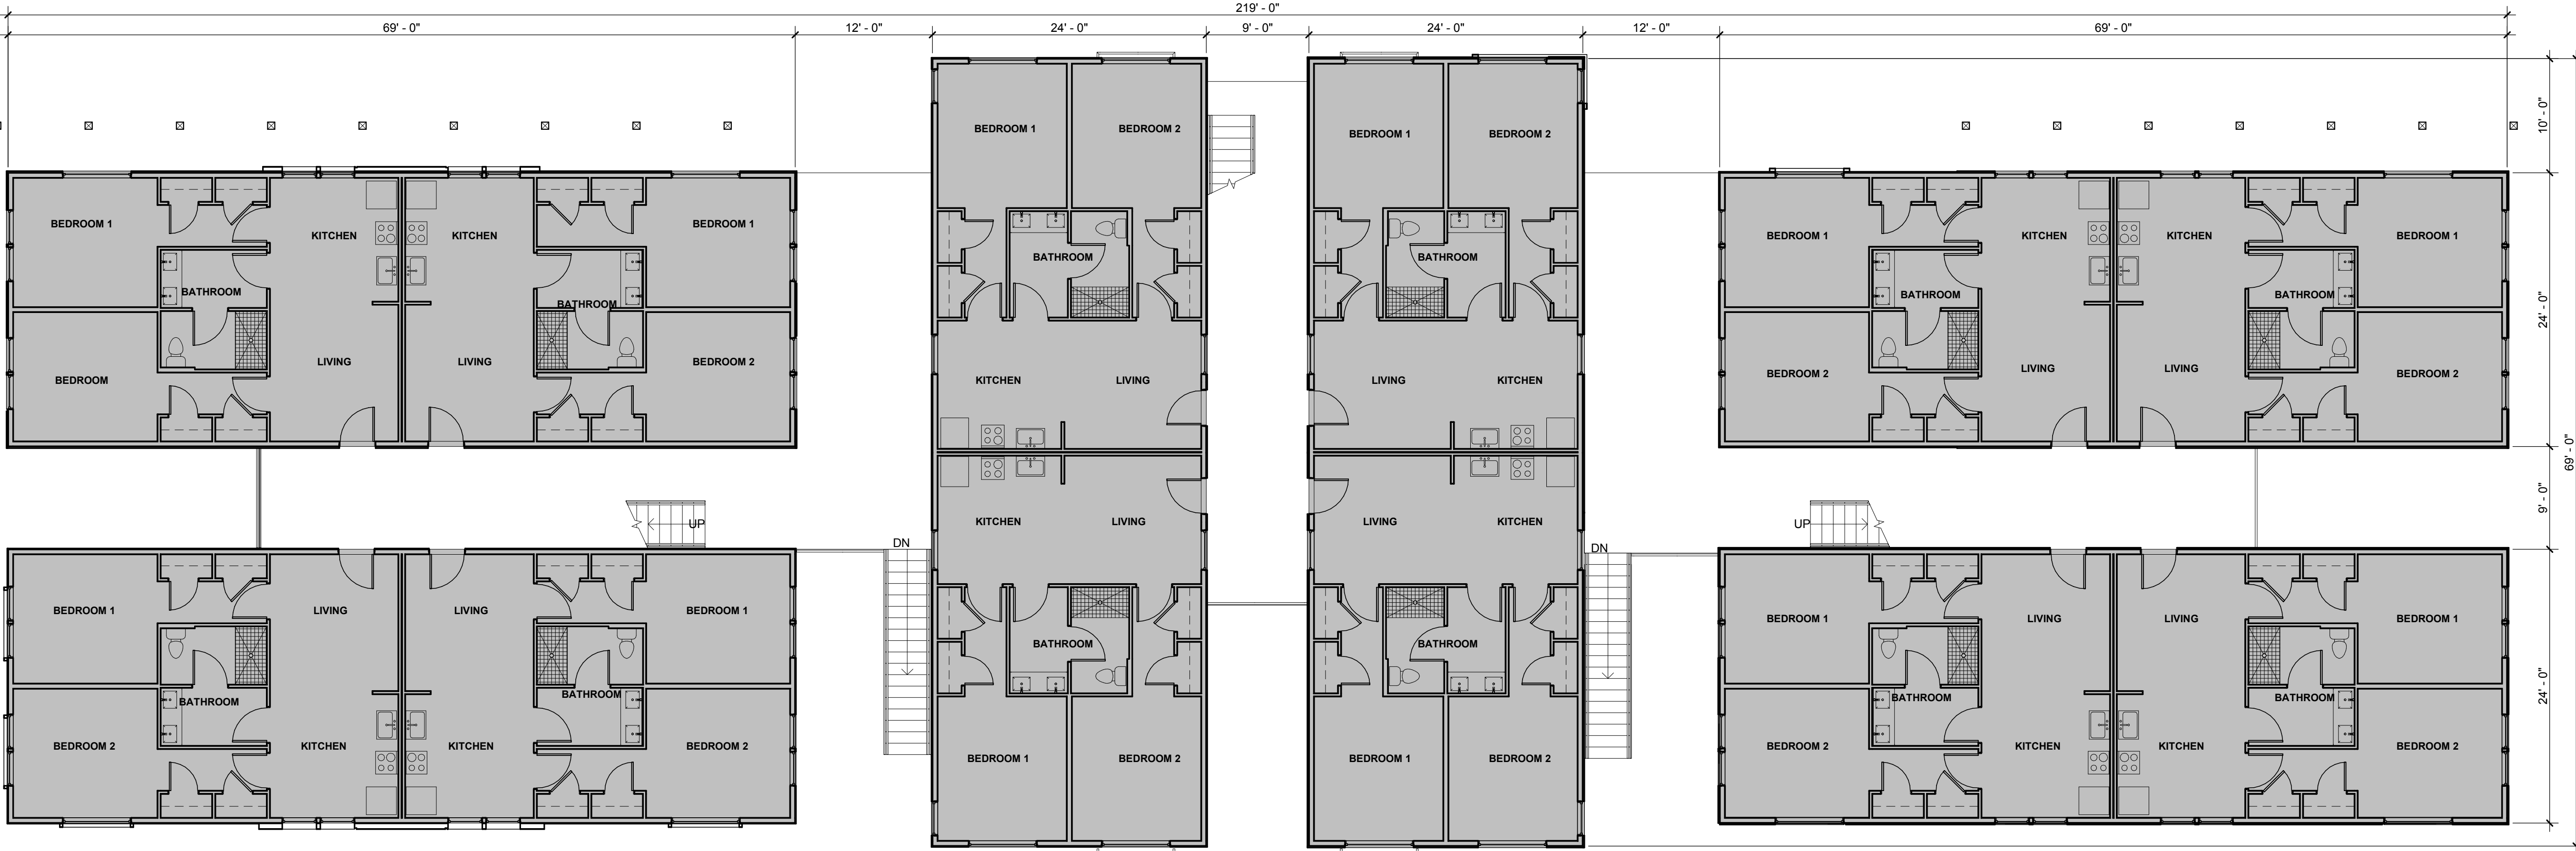 219' - 0"
69' - 0"
12' - 0"
24' - 0"
9' - 0"
24' - 0"
12' - 0"
69' - 0"
10' - 0"
24' - 0"
9' - 0"
24' - 0"
69' - 0"
BEDROOM 1
KITCHEN
KITCHEN
BEDROOM 1
BATHROOM
BATHROOM
BEDROOM
LIVING
LIVING
BEDROOM 2
UP
BEDROOM 1
LIVING
LIVING
BEDROOM 1
BATHROOM
BATHROOM
BEDROOM 2
KITCHEN
KITCHEN
BEDROOM 2
DN
BEDROOM 1
BEDROOM 2
BATHROOM
KITCHEN
LIVING
KITCHEN
LIVING
BATHROOM
BEDROOM 1
BEDROOM 2
BEDROOM 1
BEDROOM 2
BATHROOM
LIVING
KITCHEN
LIVING
KITCHEN
BATHROOM
BEDROOM 1
BEDROOM 2
DN
BEDROOM 1
KITCHEN
KITCHEN
BEDROOM 1
BATHROOM
BATHROOM
BEDROOM 2
LIVING
LIVING
BEDROOM 2
UP
BEDROOM 1
LIVING
LIVING
BEDROOM 1
BATHROOM
BATHROOM
BEDROOM 2
KITCHEN
KITCHEN
BEDROOM 2